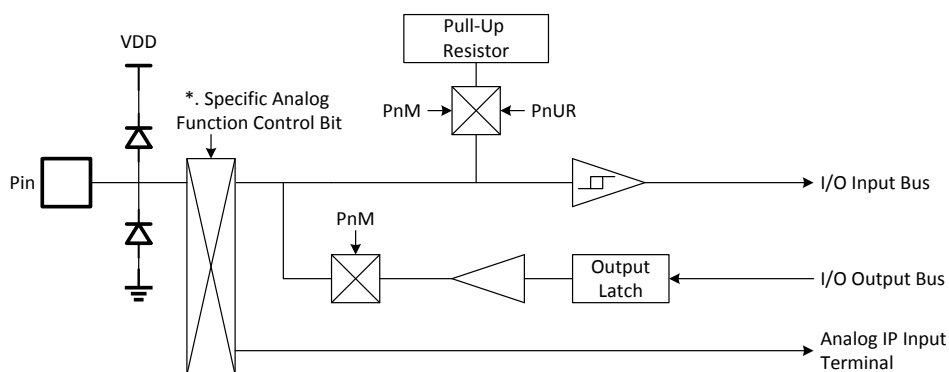 Pull-Up
Resistor
VDD
*. Specific Analog
Function Control Bit
PnM
PnUR
Pin
I/O Input Bus
PnM
Output
Latch
I/O Output Bus
Analog IP Input
Terminal